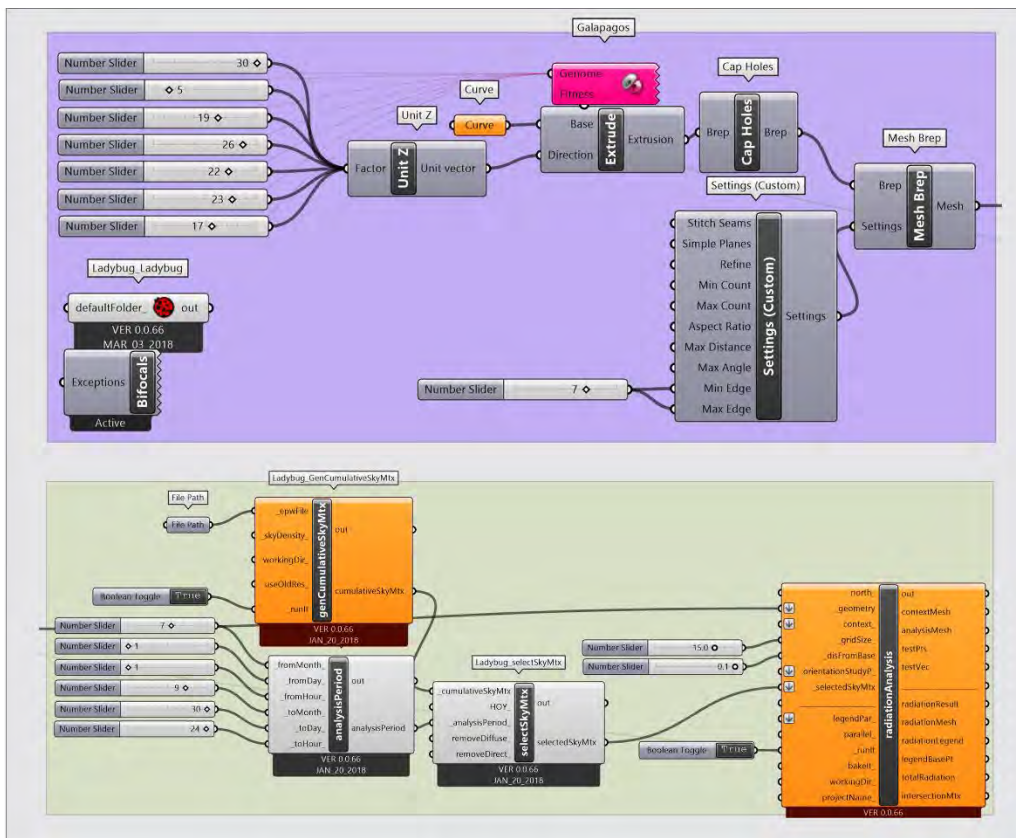 Galapagos
Number Slider 30
Number Slider 5
Number Slider 19
Number Slider 26
Number Slider 22
Number Slider 23
Number Slider 17
Genome
Fitness
Curve
Curve
Unit Z
Factor Unit Z Unit vector
Base
Direction
Extrude
Extrusion
Cap Holes
Brep Cap Holes Brep
Mesh Brep
Brep
Settings
Mesh Brep
Mesh
Settings (Custom)
Stitch Seams
Simple Planes
Refine
Min Count
Max Count
Aspect Ratio
Max Distance
Max Angle
Min Edge
Max Edge
Settings (Custom)
Settings
Number Slider 7
Ladybug_Ladybug
defaultFolder_ out
VER 0.0.66
MAR_03_2018
Exceptions Bifocals
Active
Ladybug_GenCumulativeSkyMtx
File Path
File Path
_epwFile
_skyDensity_
workingDir_
useOldRes_
_runIt
genCumulativeSkyMtx
out
cumulativeSkyMtx
VER 0.0.66
JAN_20_2018
Boolean Toggle True
Number Slider 7
Number Slider 1
Number Slider 1
Number Slider 9
Number Slider 30
Number Slider 24
_fromMonth_
_fromDay_
_fromHour_
_toMonth_
_toDay_
_toHour_
analysisPeriod
out
analysisPeriod
VER 0.0.66
JAN_20_2018
Ladybug_selectSkyMtx
_cumulativeSkyMtx
HOY_
_analysisPeriod_
removeDiffuse_
removeDirect_
selectSkyMtx
out
selectedSkyMtx
VER 0.0.66
JAN_20_2018
Number Slider 15.0
Number Slider 0.1
Boolean Toggle True
north_
_geometry
context_
_gridSize_
_disFromBase
orientationStudyP_
_selectedSkyMtx
legendPar_
parallel_
_runIt
bakeIt_
workingDir_
projectName_
radiationAnalysis
out
contextMesh
analysisMesh
testPts
testVec
radiationResult
radiationMesh
radiationLegend
legendBasePt
totalRadiation
intersectionMtx
VER 0.0.66